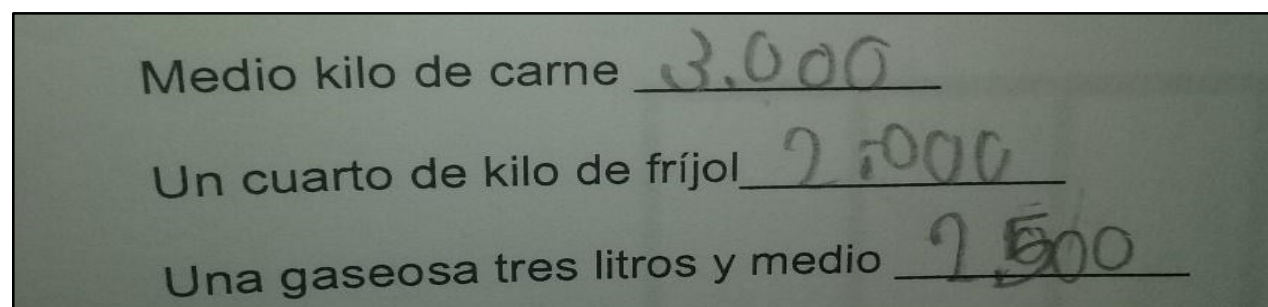 Medio kilo de carne 3.000
Un cuarto de kilo de fríjol 2.000
Una gaseosa tres litros y medio 2.500